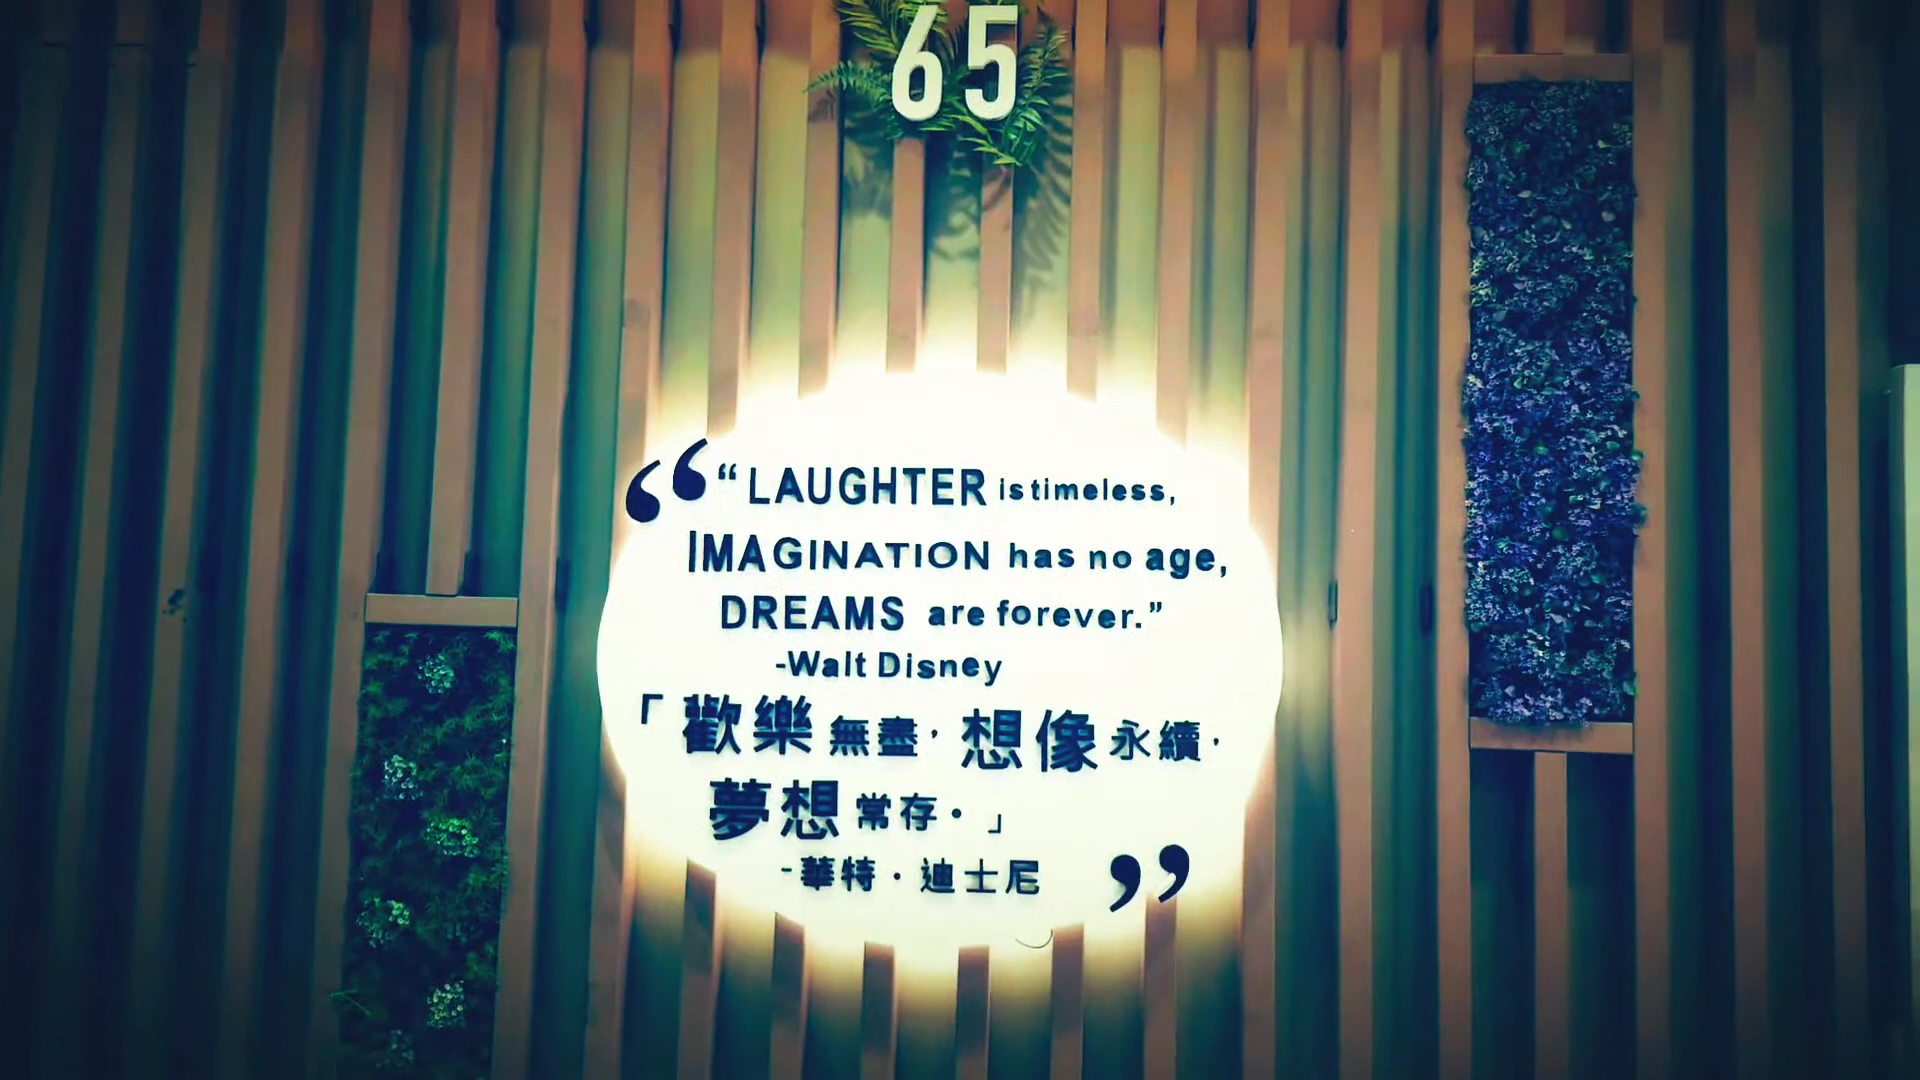 65
“LAUGHTER is timeless,
IMAGINATION has no age,
DREAMS are forever.”
-Walt Disney
「歡樂無盡，想像永續，
夢想常存。」
-華特・迪士尼